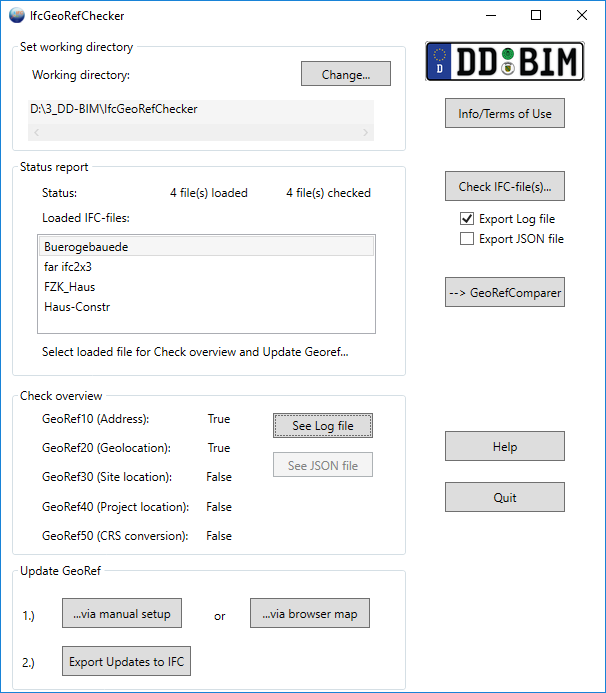 IfcGeoRefChecker
Set working directory
Working directory:
Change...
D:\3_DD-BIM\IfcGeoRefChecker
D DD BIM
Info/Terms of Use
Status report
Status: 4 file(s) loaded 4 file(s) checked
Loaded IFC-files:
Buerogebauede
far ifc2x3
FZK_Haus
Haus-Constr
Select loaded file for Check overview and Update Georef...
Check IFC-file(s)...
Export Log file
Export JSON file
--> GeoRefComparer
Check overview
GeoRef10 (Address): True
GeoRef20 (Geolocation): True
GeoRef30 (Site location): False
GeoRef40 (Project location): False
GeoRef50 (CRS conversion): False
See Log file
See JSON file
Help
Quit
Update GeoRef
1.) ...via manual setup or ...via browser map
2.) Export Updates to IFC